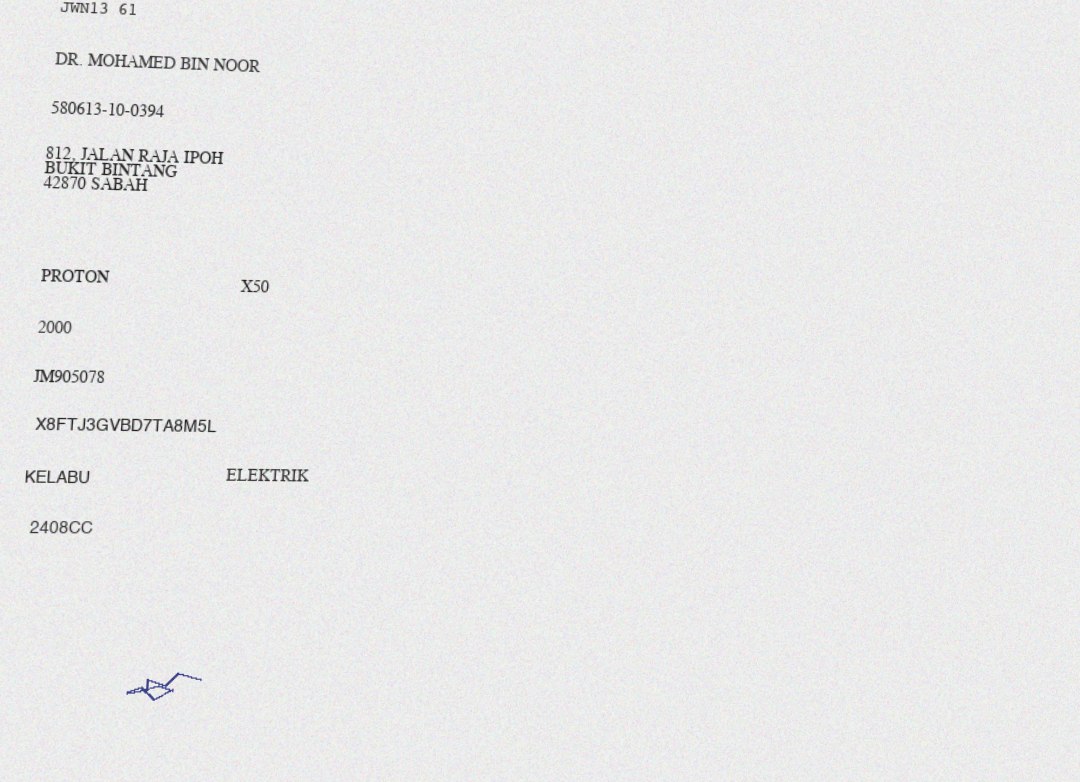 JWN13 61
DR. MOHAMED BIN NOOR
580613-10-0394
812, JALAN RAJA IPOH
BUKIT BINTANG
42870 SABAH
PROTON X50
2000
JM905078
X8FTJ3GVBD7TA8M5L
KELABU ELEKTRIK
2408CC